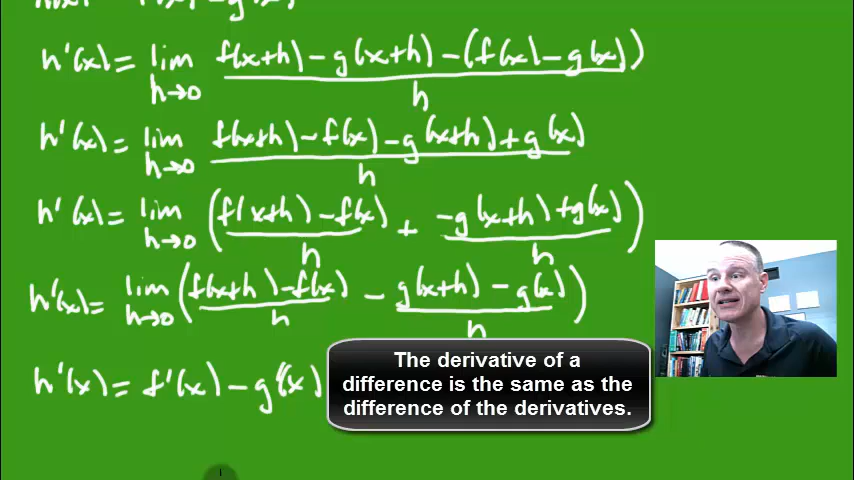 h'(x) = lim h→0 f(x+h) - g(x+h) - (f(x) - g(x)) / h
h'(x) = lim h→0 f(x+h) - f(x) - g(x+h) + g(x) / h
h'(x) = lim h→0 ( f(x+h) - f(x) / h + -g(x+h) + g(x) / h )
h'(x) = lim h→0 ( f(x+h) - f(x) / h - g(x+h) - g(x) / h )
h'(x) = f'(x) - g'(x)
The derivative of a
difference is the same as the
difference of the derivatives.